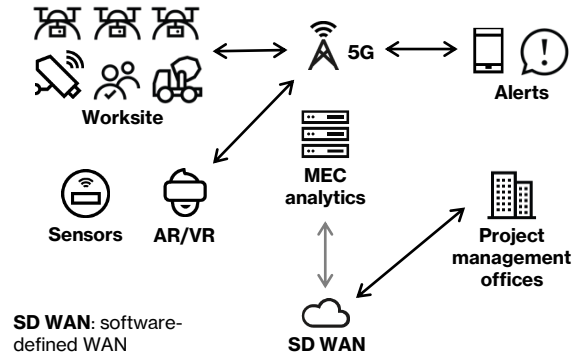 5G
Worksite
Alerts
MEC
analytics
Sensors
AR/VR
Project
management
offices
SD WAN: software-
defined WAN
SD WAN